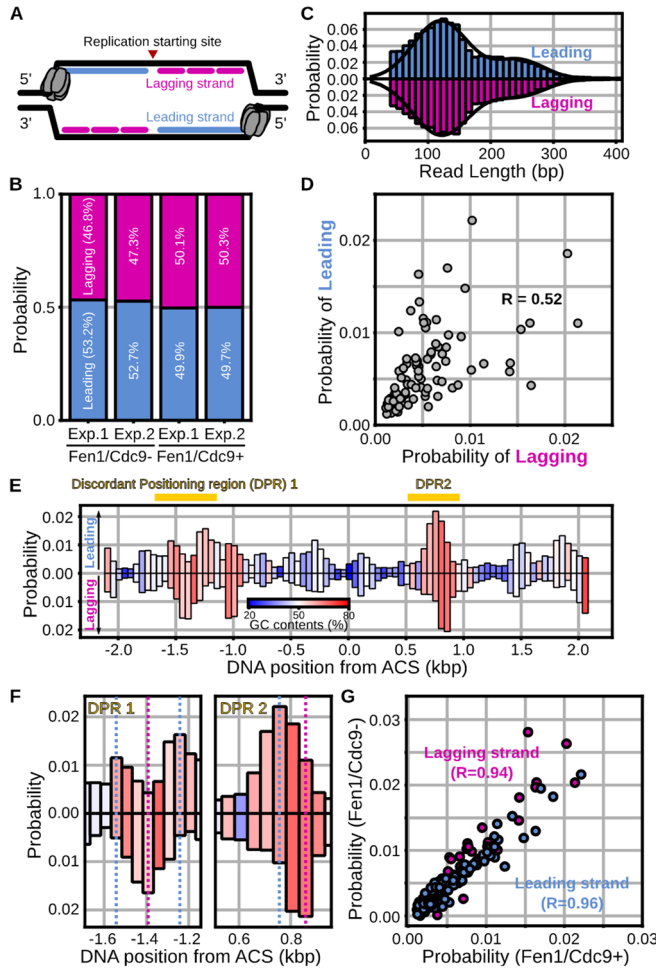 A
Replication starting site
5'
3'
Lagging strand
Leading strand
3'
5'
B
Probability
1.0
0.5
0.0
Lagging (46.8%)
47.3%
50.1%
50.3%
Leading (53.2%)
52.7%
49.9%
49.7%
Exp.1 Exp.2 Exp.1 Exp.2
Fen1/Cdc9- Fen1/Cdc9+
C
Probability
0.06
0.04
0.02
0.00
0.02
0.04
0.06
Leading
Lagging
0 100 200 300 400
Read Length (bp)
D
Probability of Leading
0.02
0.01
0.00
R = 0.52
0.00 0.01 0.02
Probability of Lagging
E
Discordant Positioning region (DPR) 1
DPR2
Probability
0.02
0.01
0.00
0.01
0.02
Leading
Lagging
20 50 80
GC contents (%)
-2.0 -1.5 -1.0 -0.5 0.0 0.5 1.0 1.5 2.0
DNA position from ACS (kbp)
F
DPR 1
DPR 2
Probability
0.02
0.01
0.00
0.01
0.02
-1.6 -1.4 -1.2 0.6 0.8
DNA position from ACS (kbp)
G
Probability (Fen1/Cdc9-)
0.03
0.02
0.01
0.00
Lagging strand
(R=0.94)
Leading strand
(R=0.96)
0.00 0.01 0.02 0.03
Probability (Fen1/Cdc9+)